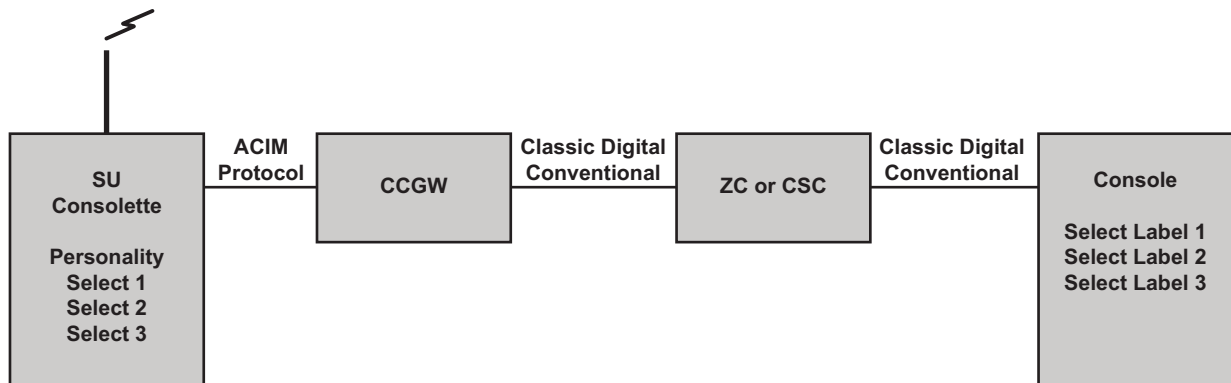 SU
Consolette
Personality
Select 1
Select 2
Select 3
ACIM
Protocol
CCGW
Classic Digital
Conventional
ZC or CSC
Classic Digital
Conventional
Console
Select Label 1
Select Label 2
Select Label 3